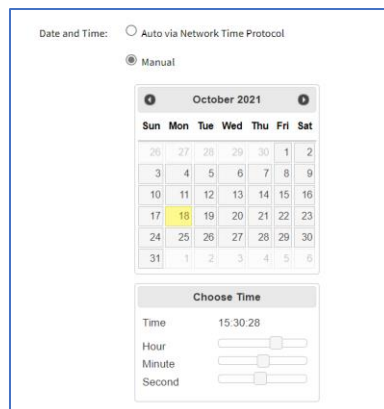 Date and Time: Auto via Network Time Protocol
Manual
October 2021
Sun Mon Tue Wed Thu Fri Sat
26 27 28 29 30 1 2
3 4 5 6 7 8 9
10 11 12 13 14 15 16
17 18 19 20 21 22 23
24 25 26 27 28 29 30
31 1 2 3 4 5 6
Choose Time
Time 15:30:28
Hour
Minute
Second